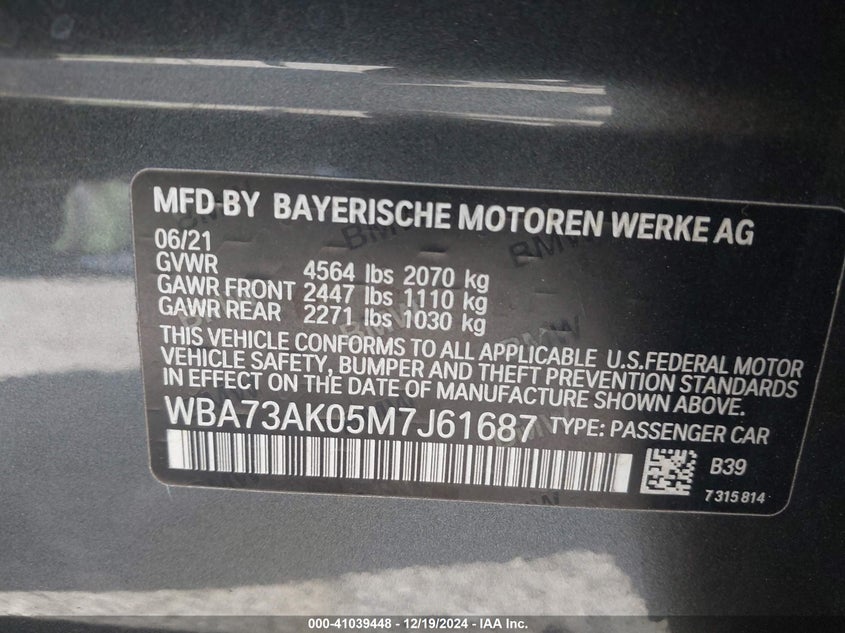 MFD BY BAYERISCHE MOTOREN WERKE AG
06/21
GVWR 4564 lbs 2070 kg
GAWR FRONT 2447 lbs 1110 kg
GAWR REAR 2271 lbs 1030 kg
THIS VEHICLE CONFORMS TO ALL APPLICABLE U.S.FEDERAL MOTOR
VEHICLE SAFETY, BUMPER AND THEFT PREVENTION STANDARDS
IN EFFECT ON THE DATE OF MANUFACTURE SHOWN ABOVE.
WBA73AK05M7J61687 TYPE: PASSENGER CAR
B39
7315814
000-41039448 - 12/19/2024 - IAA Inc.